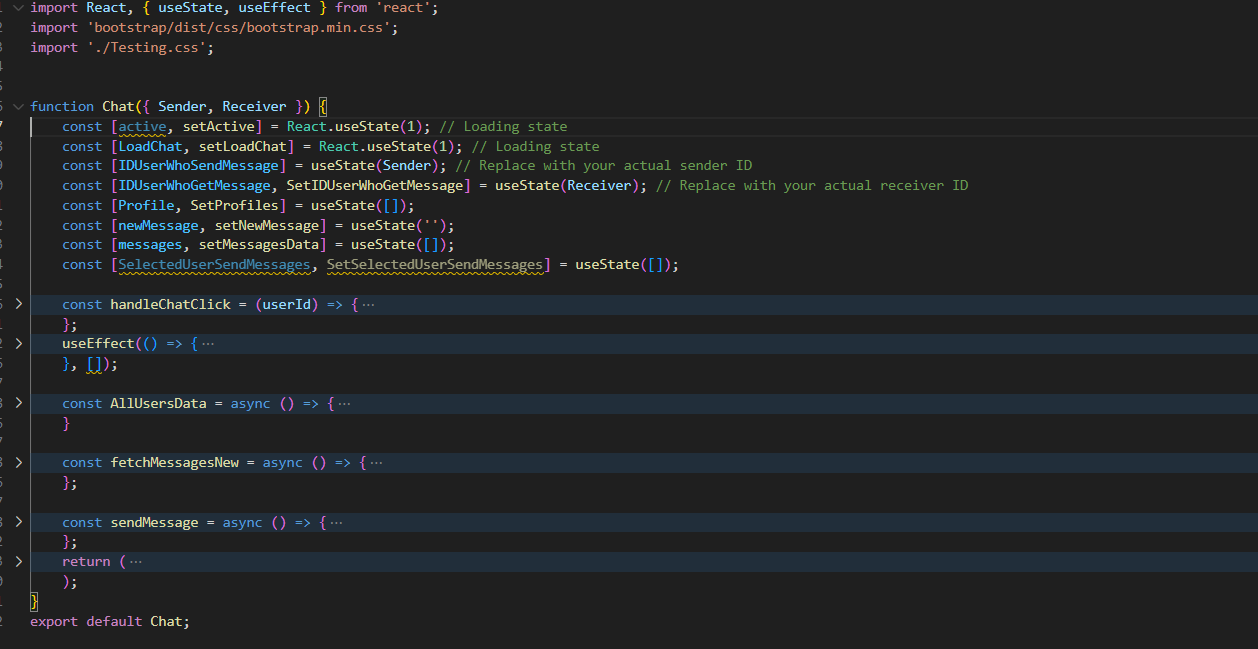 import React, { useState, useEffect } from 'react';
import 'bootstrap/dist/css/bootstrap.min.css';
import './Testing.css';
function Chat({ Sender, Receiver }) {
const [active, setActive] = React.useState(1); // Loading state
const [LoadChat, setLoadChat] = React.useState(1); // Loading state
const [IDUserWhoSendMessage] = useState(Sender); // Replace with your actual sender ID
const [IDUserWhoGetMessage, SetIDUserWhoGetMessage] = useState(Receiver); // Replace with your actual receiver ID
const [Profile, SetProfiles] = useState([]);
const [newMessage, setNewMessage] = useState('');
const [messages, setMessagesData] = useState([]);
const [SelectedUserSendMessages, SetSelectedUserSendMessages] = useState([]);
const handleChatClick = (userId) => { ⋯
};
useEffect(() => { ⋯
}, []);
const AllUsersData = async () => { ⋯
}
const fetchMessagesNew = async () => { ⋯
};
const sendMessage = async () => { ⋯
};
return ( ⋯
);
}
export default Chat;